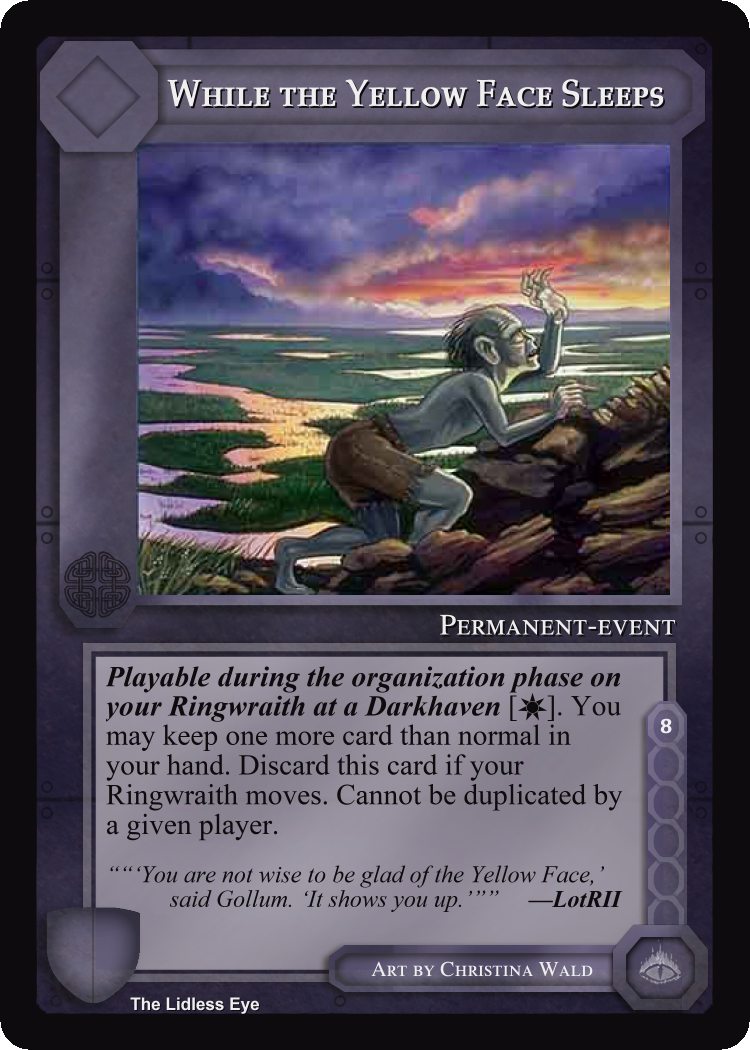 While the Yellow Face Sleeps
Permanent-event
Playable during the organization phase on
your Ringwraith at a Darkhaven [☀]. You
may keep one more card than normal in
your hand. Discard this card if your
Ringwraith moves. Cannot be duplicated by
a given player.
8
““‘You are not wise to be glad of the Yellow Face,’
said Gollum. ‘It shows you up.’”” —LotRII
Art by Christina Wald
The Lidless Eye